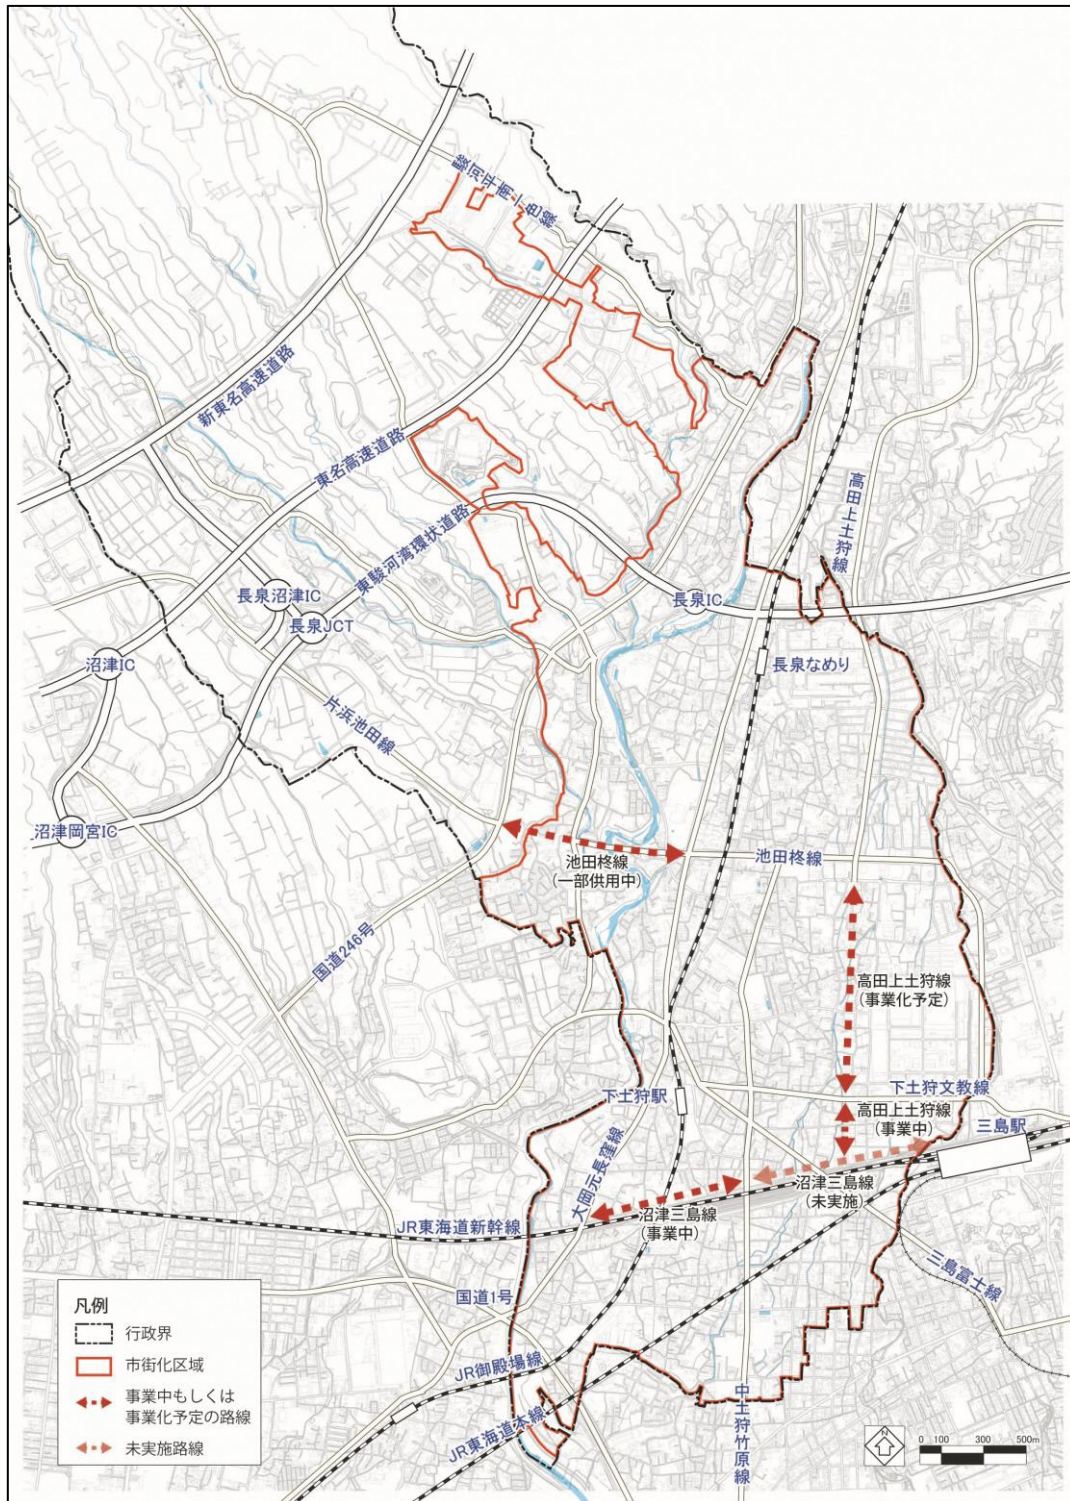 駿河平南一色線
新東名高速道路
東名高速道路
高田上土狩線
東駿河湾環状道路
長泉沼津IC
長泉IC
長泉JCT
沼津IC
長泉なめり
片浜池田線
沼津岡宮IC
池田柊線
池田柊線
(一部供用中)
国道246号
高田上土狩線
(事業化予定)
下土狩文教線
下土狩駅
高田上土狩線
(事業中)
三島駅
大岡元長窪線
沼津三島線
(未実施)
沼津三島線
(事業中)
JR東海道新幹線
三島富士線
国道1号
JR御殿場線
JR東海道本線
中土狩竹原線
凡例
行政界
市街化区域
事業中もしくは
事業化予定の路線
未実施路線
N
0 100 300 500m